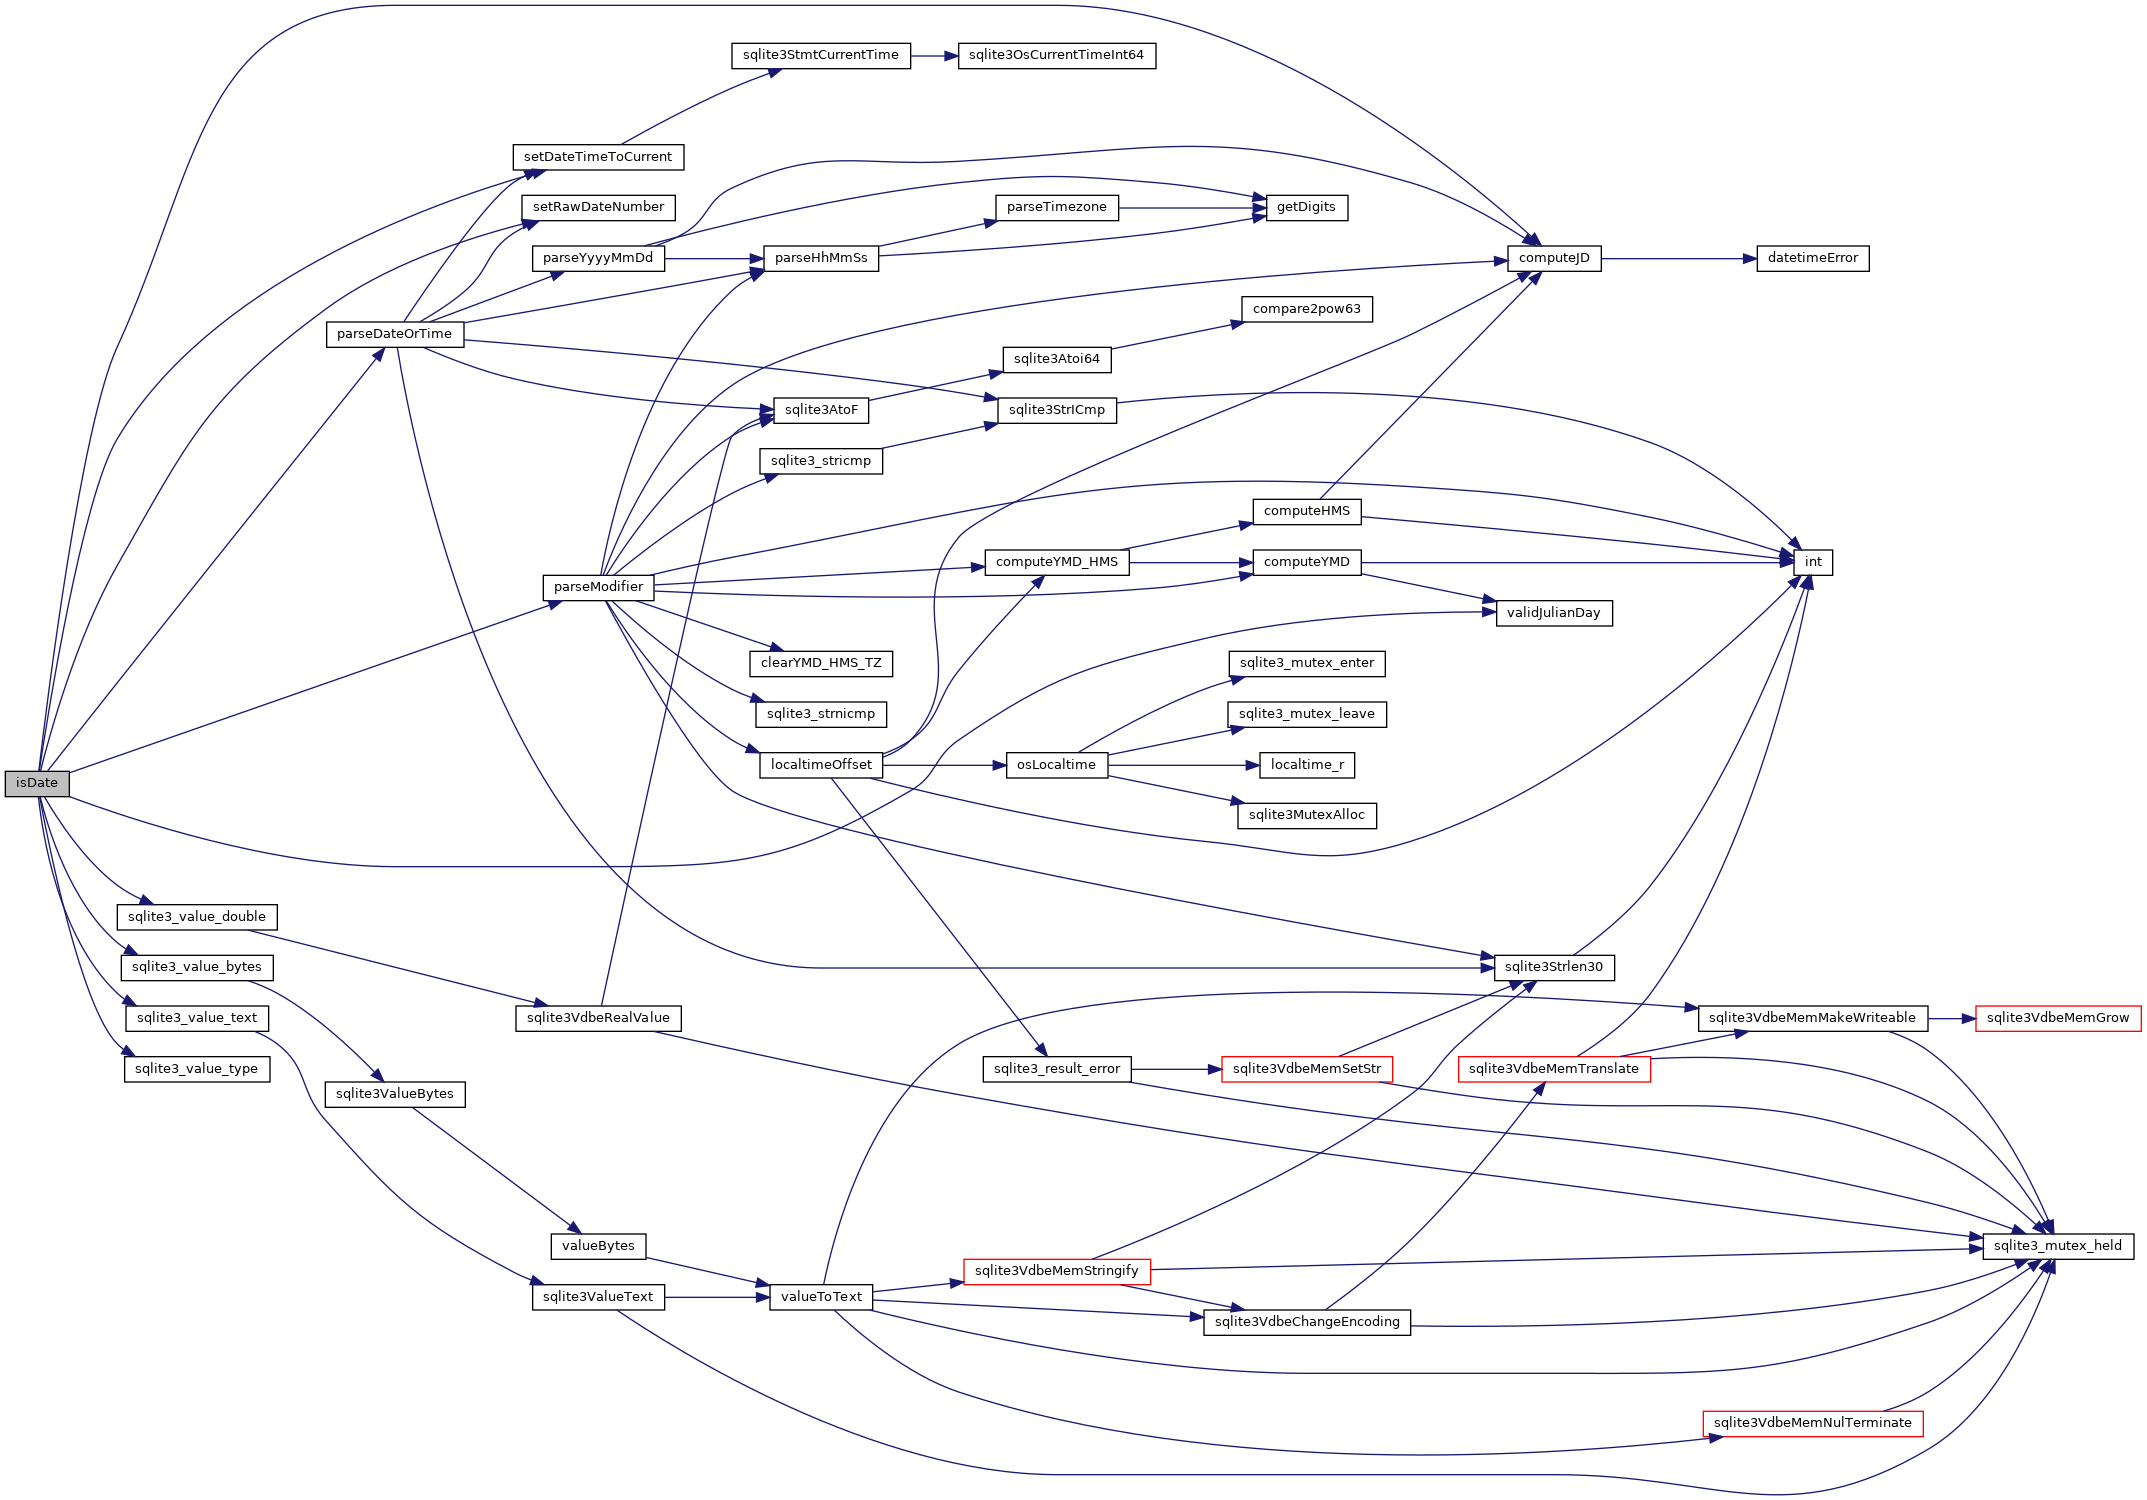 sqlite3StmtCurrentTime
sqlite3OsCurrentTimeInt64
setDateTimeToCurrent
setRawDateNumber
parseTimezone
getDigits
parseYyyyMmDd
parseHhMmSs
computeJD
datetimeError
compare2pow63
parseDateOrTime
sqlite3Atoi64
sqlite3AtoF
sqlite3StrICmp
sqlite3_stricmp
computeHMS
computeYMD_HMS
computeYMD
int
parseModifier
validJulianDay
clearYMD_HMS_TZ
sqlite3_mutex_enter
sqlite3_strnicmp
sqlite3_mutex_leave
localtimeOffset
osLocaltime
localtime_r
isDate
sqlite3MutexAlloc
sqlite3_value_double
sqlite3_value_bytes
sqlite3Strlen30
sqlite3_value_text
sqlite3VdbeRealValue
sqlite3VdbeMemMakeWriteable
sqlite3VdbeMemGrow
sqlite3_value_type
sqlite3_result_error
sqlite3VdbeMemSetStr
sqlite3VdbeMemTranslate
sqlite3ValueBytes
valueBytes
sqlite3_mutex_held
sqlite3VdbeMemStringify
sqlite3ValueText
valueToText
sqlite3VdbeChangeEncoding
sqlite3VdbeMemNulTerminate